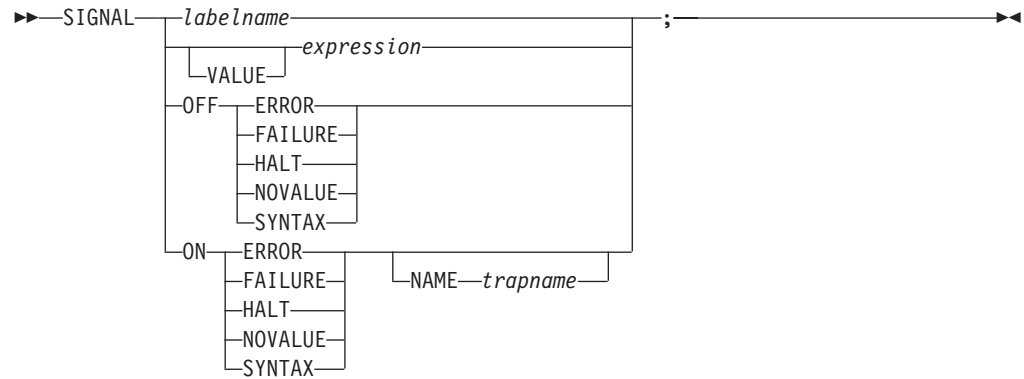 SIGNAL labelname ;
expression
VALUE
OFF ERROR
FAILURE
HALT
NOVALUE
SYNTAX
ON ERROR
FAILURE NAME trapname
HALT
NOVALUE
SYNTAX